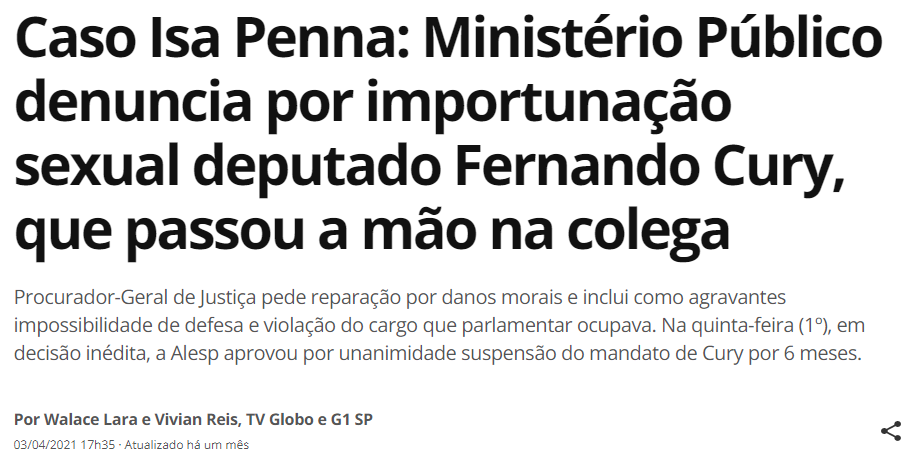 Caso Isa Penna: Ministério Público
denuncia por importunação
sexual deputado Fernando Cury,
que passou a mão na colega
Procurador-Geral de Justiça pede reparação por danos morais e inclui como agravantes
impossibilidade de defesa e violação do cargo que parlamentar ocupava. Na quinta-feira (1º), em
decisão inédita, a Alesp aprovou por unanimidade suspensão do mandato de Cury por 6 meses.
Por Walace Lara e Vivian Reis, TV Globo e G1 SP
03/04/2021 17h35 · Atualizado há um mês